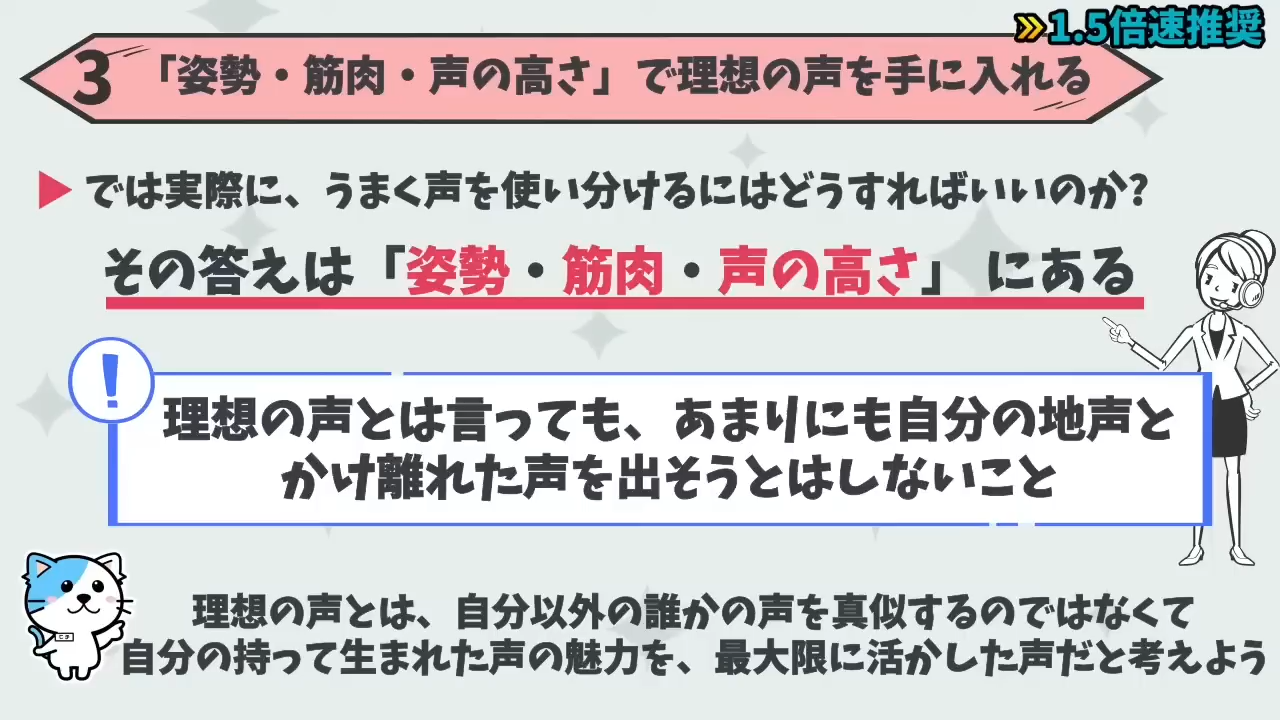 1.5倍速推奨
3 「姿勢・筋肉・声の高さ」で理想の声を手に入れる
では実際に、うまく声を使い分けるにはどうすればいいのか?
その答えは「姿勢・筋肉・声の高さ」にある
!
理想の声とは言っても、あまりにも自分の地声と
かけ離れた声を出そうとはしないこと
理想の声とは、自分以外の誰かの声を真似するのではなくて
自分の持って生まれた声の魅力を、最大限に活かした声だと考えよう